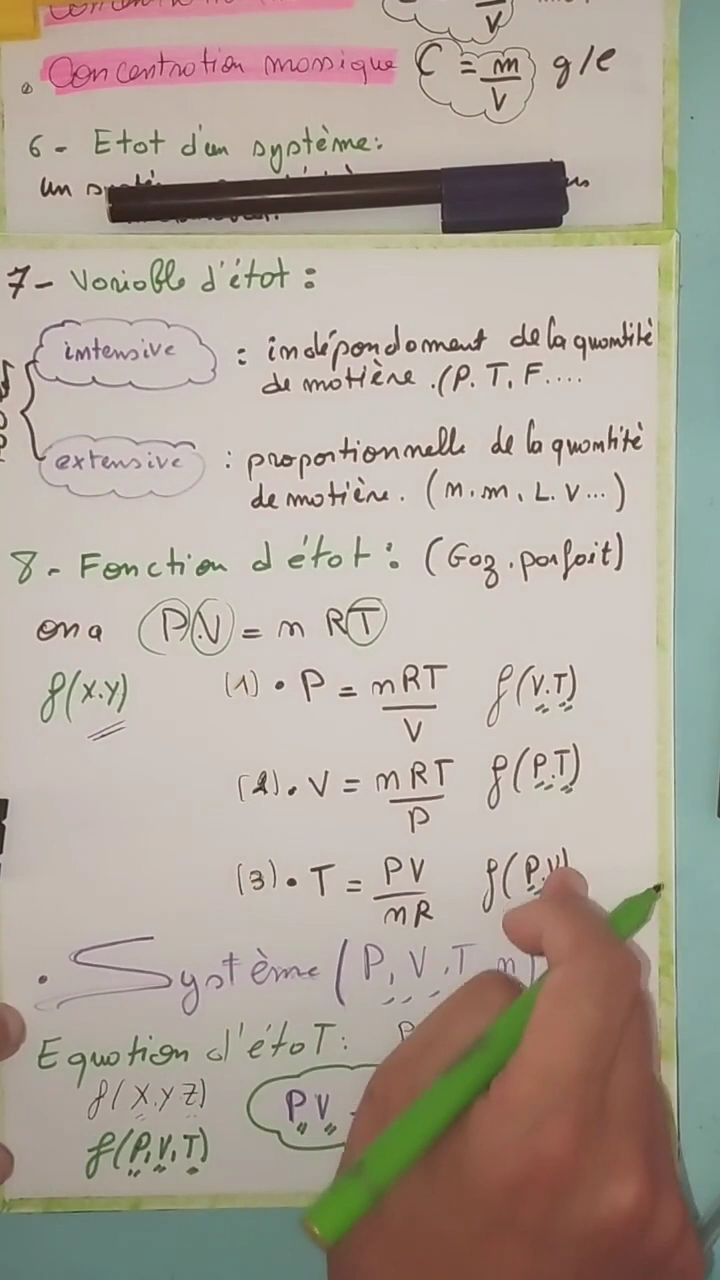 V
Concentration massique C = m/V g/l
6 - Etat d'un système :
un
7 - Variable d'état :
intensive : indépondament de la quantité
de matière. (P. T. F....
extensive : proportionnelle de la quantité
de matière. (n. m. L. V...)
8 - Fonction d'état : (Gaz. parfait)
on a PV = n RT
f(x.y) (1) • P = nRT/V f(V.T)
(2) • V = nRT/P f(P.T)
(3) • T = PV/nR f(P.V)
• Système (P, V, T, n)
Equation d'étaT : P
f(X.Y Z) PV
f(P,V,T)